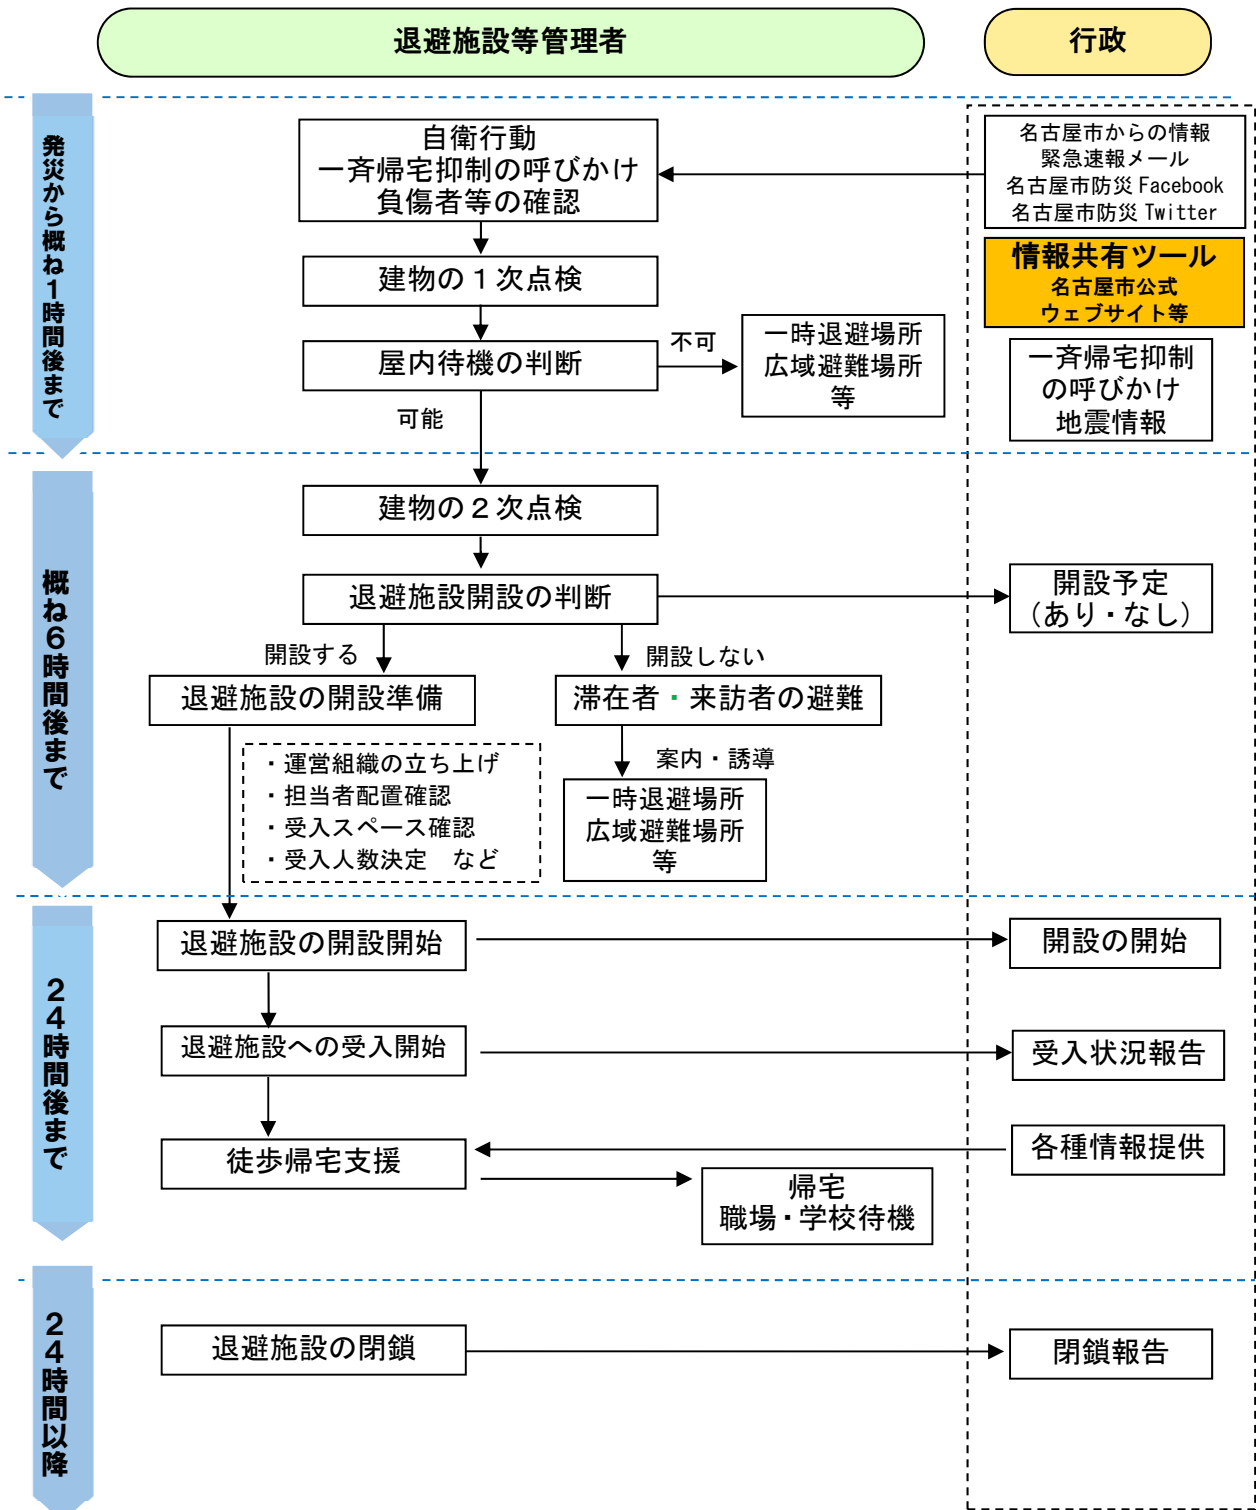 退避施設等管理者
行政
発災から概ね1時間後まで
自衛行動
一斉帰宅抑制の呼びかけ
負傷者等の確認
名古屋市からの情報
緊急速報メール
名古屋市防災 Facebook
名古屋市防災 Twitter
建物の１次点検
情報共有ツール
名古屋市公式
ウェブサイト等
屋内待機の判断
不可
一時退避場所
広域避難場所
等
一斉帰宅抑制
の呼びかけ
地震情報
可能
概ね６時間後まで
建物の２次点検
退避施設開設の判断
開設予定
（あり・なし）
開設する
開設しない
退避施設の開設準備
滞在者・来訪者の避難
・運営組織の立ち上げ
・担当者配置確認
・受入スペース確認
・受入人数決定　など
案内・誘導
一時退避場所
広域避難場所
等
２４時間後まで
退避施設の開設開始
開設の開始
退避施設への受入開始
受入状況報告
徒歩帰宅支援
各種情報提供
帰宅
職場・学校待機
２４時間以降
退避施設の閉鎖
閉鎖報告